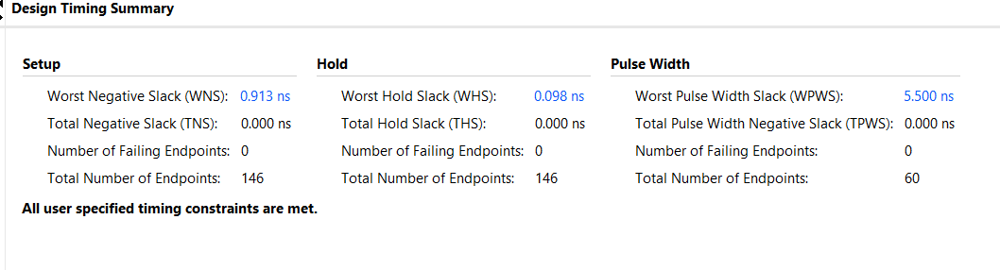 Design Timing Summary
Setup Hold Pulse Width
Worst Negative Slack (WNS): 0.913 ns Worst Hold Slack (WHS): 0.098 ns Worst Pulse Width Slack (WPWS): 5.500 ns
Total Negative Slack (TNS): 0.000 ns Total Hold Slack (THS): 0.000 ns Total Pulse Width Negative Slack (TPWS): 0.000 ns
Number of Failing Endpoints: 0 Number of Failing Endpoints: 0 Number of Failing Endpoints: 0
Total Number of Endpoints: 146 Total Number of Endpoints: 146 Total Number of Endpoints: 60
All user specified timing constraints are met.